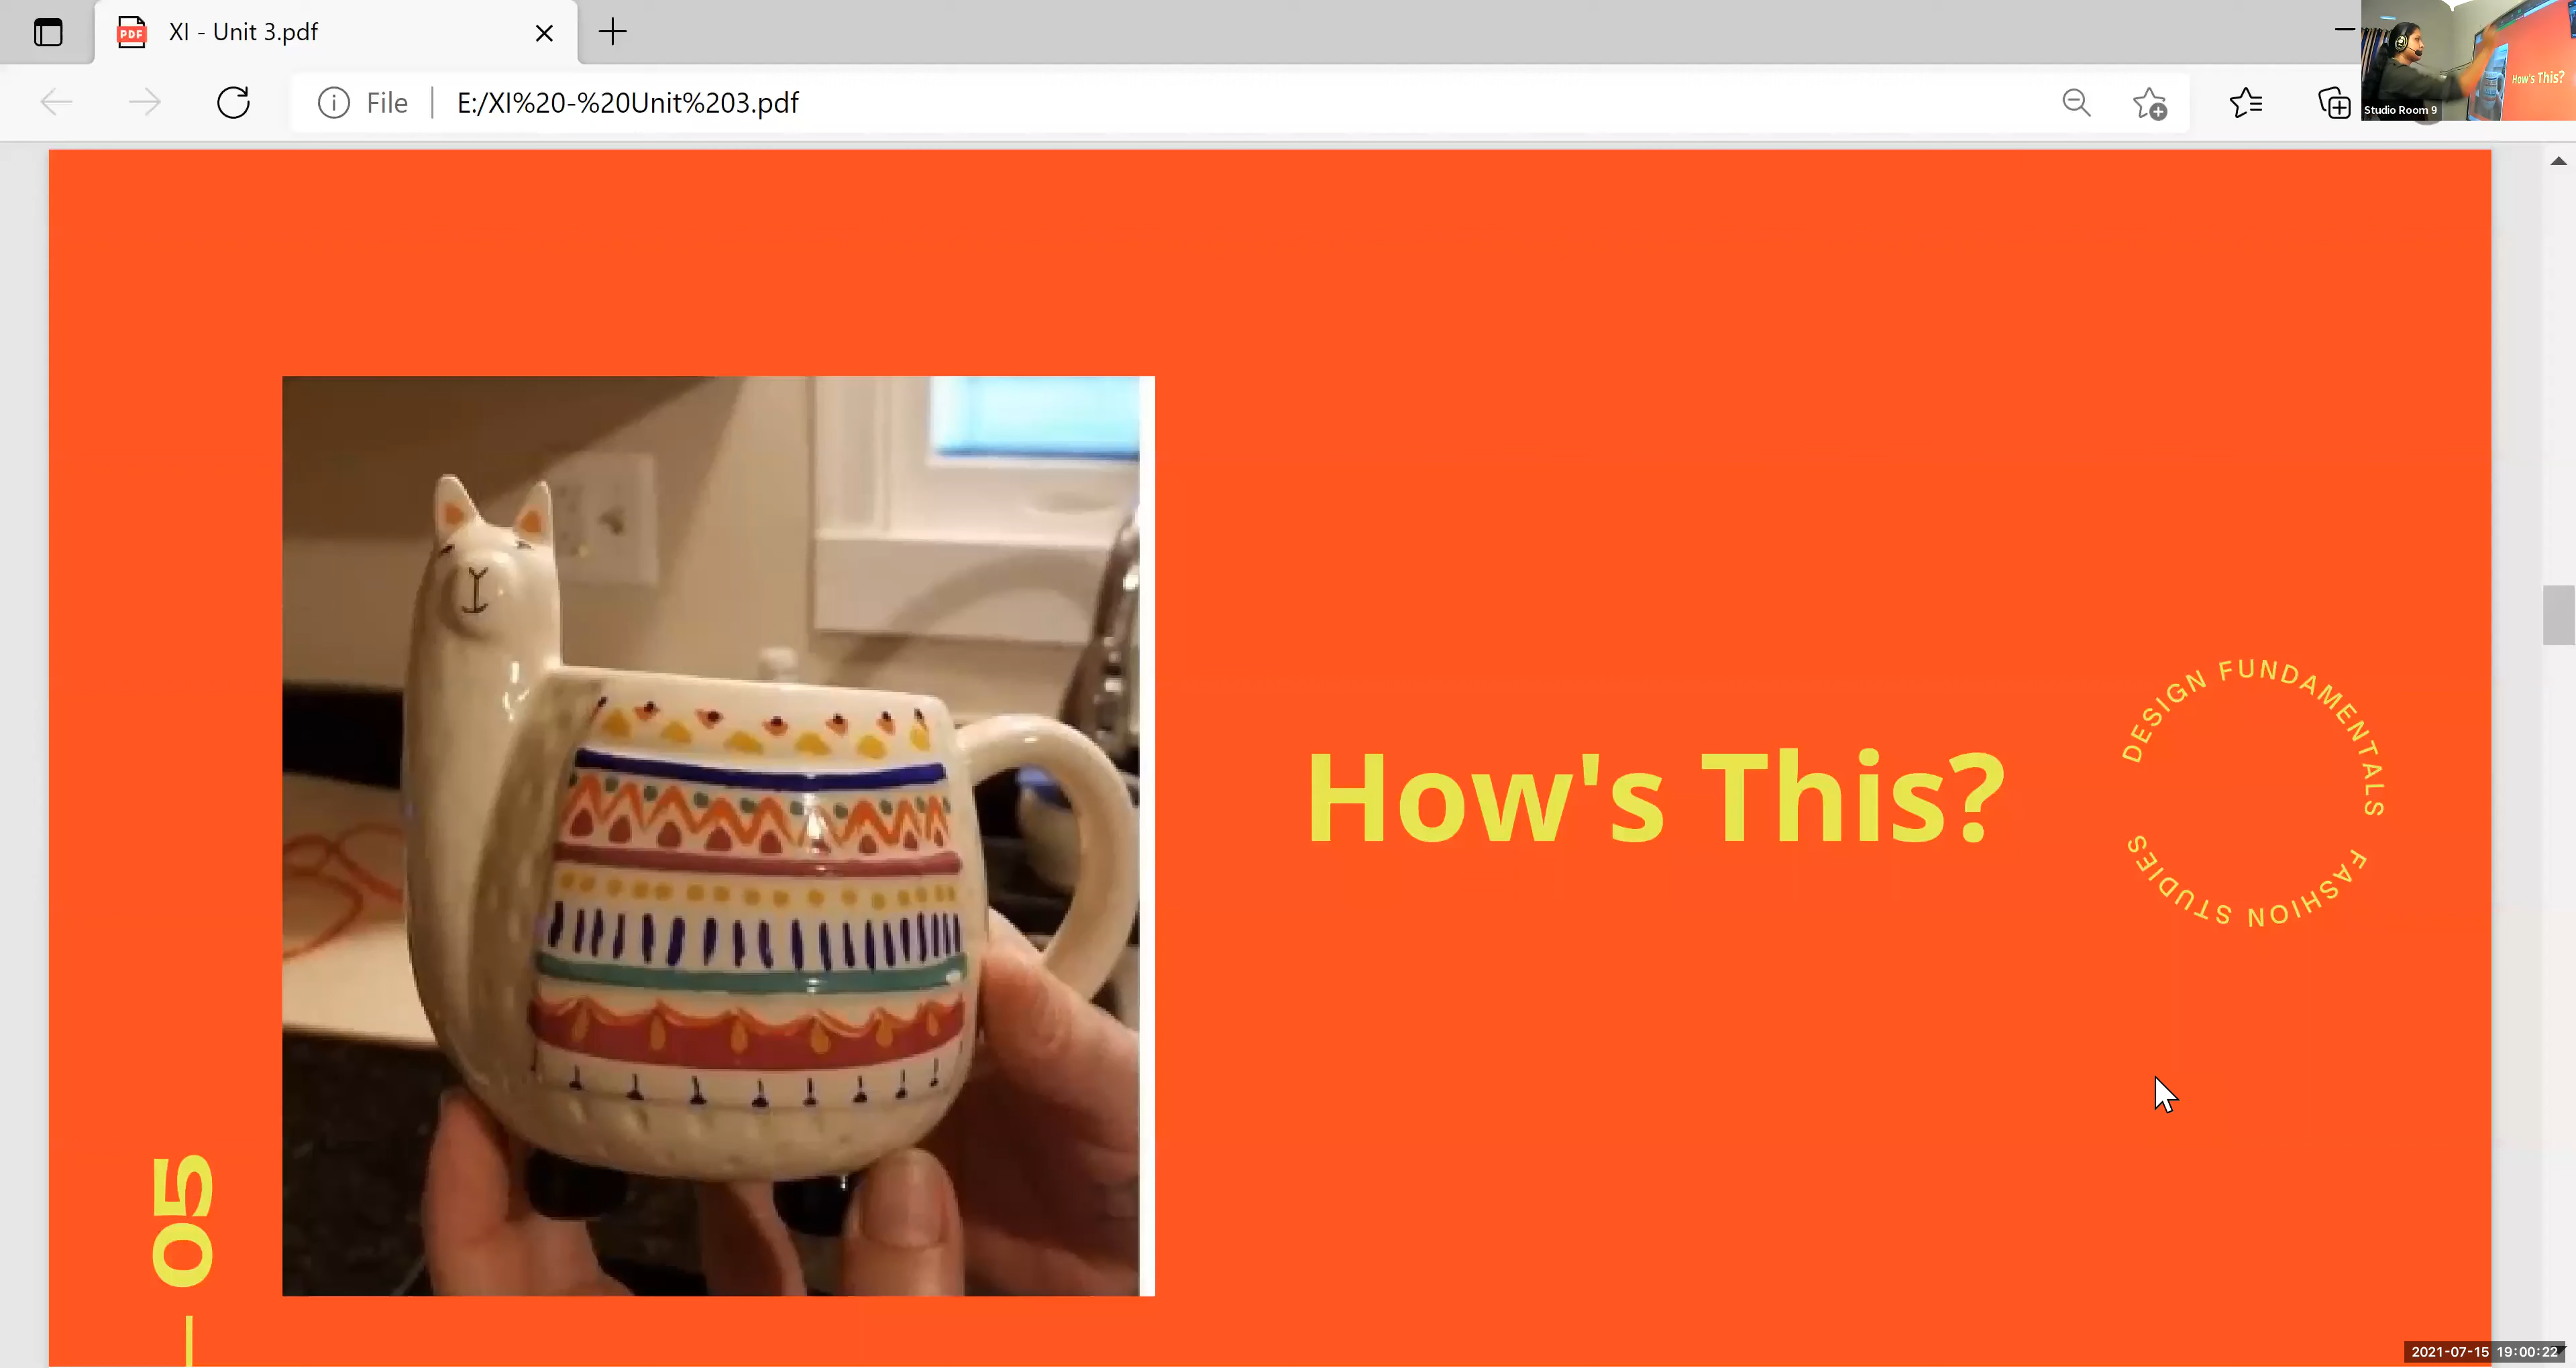 XI - Unit 3.pdf
PDF
File
E:/XI%20-%20Unit%203.pdf
How's This?
Studio Room 9
How's This?
DESIGN FUNDAMENTALS
FASHION STUDIES
05
2021-07-15 19:00:22